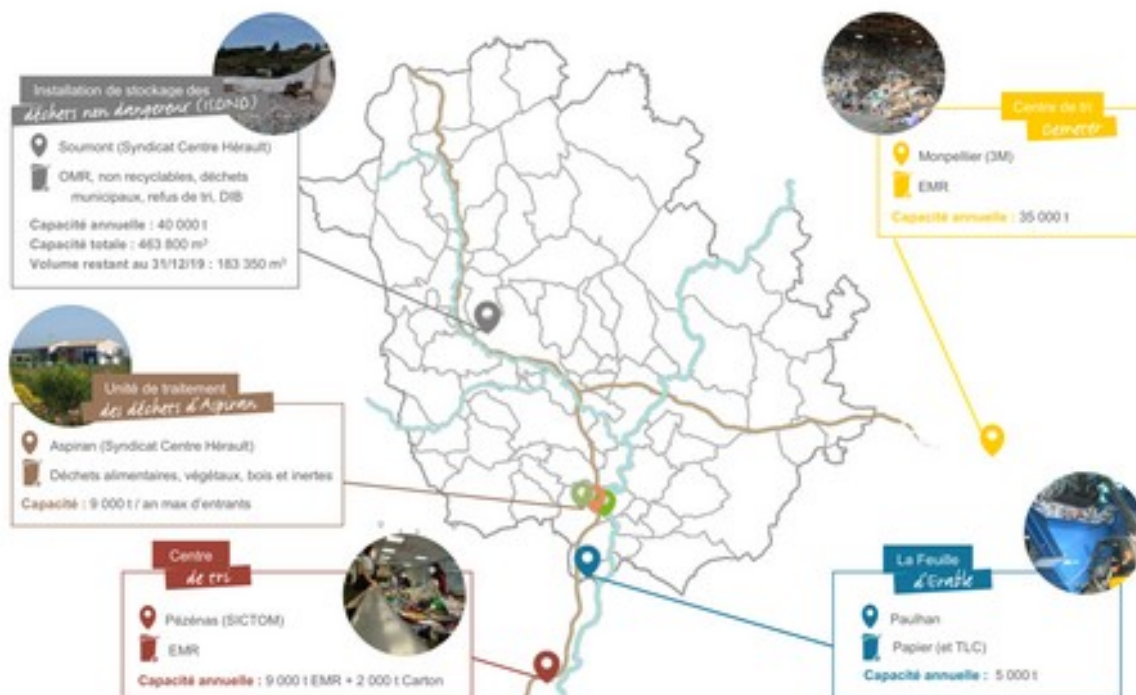 Installation de stockage des
déchets non dangereur (ISDND)
Soumont (Syndicat Centre Hérault)
OMR, non recyclables, déchets
municipaux, refus de tri, DIB
Capacité annuelle : 40 000 t
Capacité totale : 463 800 m³
Volume restant au 31/12/19 : 183 350 m³
Centre de tri
Demeter
Monpellier (3M)
EMR
Capacité annuelle : 35 000 t
Unité de traitement
des déchets d'Aspiran
Aspiran (Syndicat Centre Hérault)
Déchets alimentaires, végétaux, bois et inertes
Capacité : 9 000 t / an max d'entrants
Centre
de tri
Pézénas (SICTOM)
EMR
Capacité annuelle : 9 000 t EMR + 2 000 t Carton
La Feuille
d'Erable
Paulhan
Papier (et TLC)
Capacité annuelle : 5 000 t